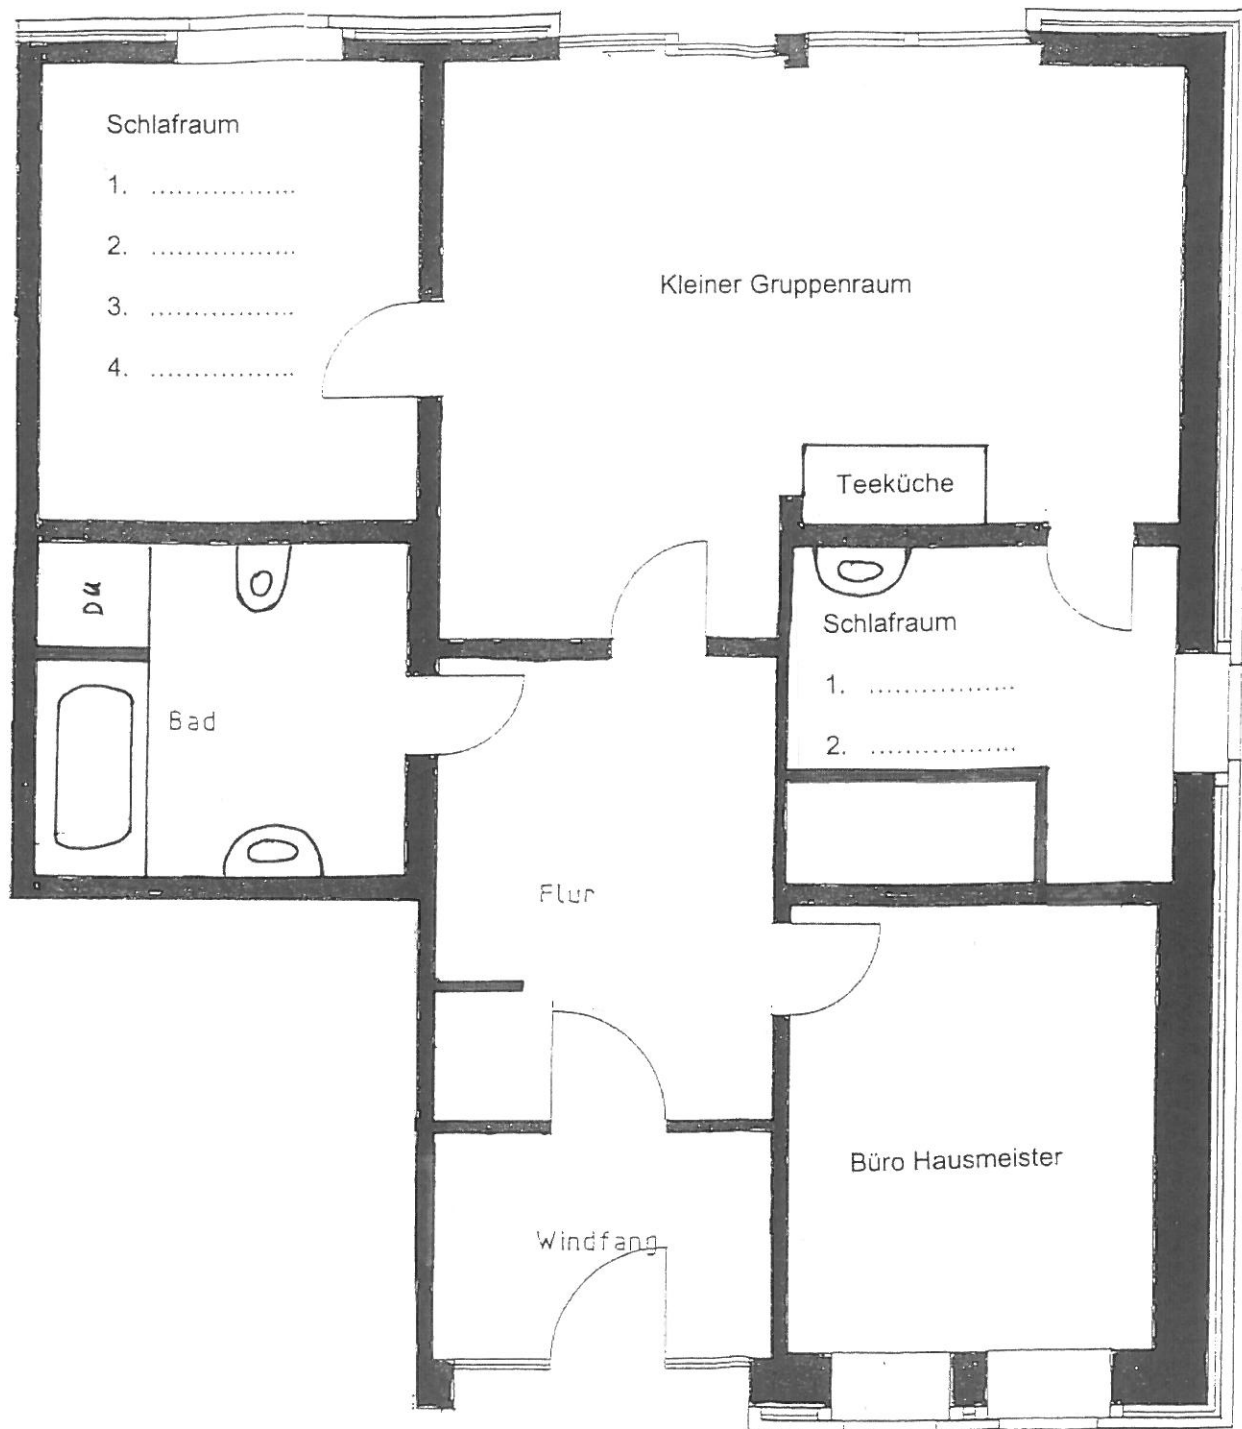 Schlafraum
1. .................
2. .................
3. .................
4. .................
Kleiner Gruppenraum
Teeküche
DU
Bad
Schlafraum
1. .................
2. .................
Flur
Büro Hausmeister
Windfang